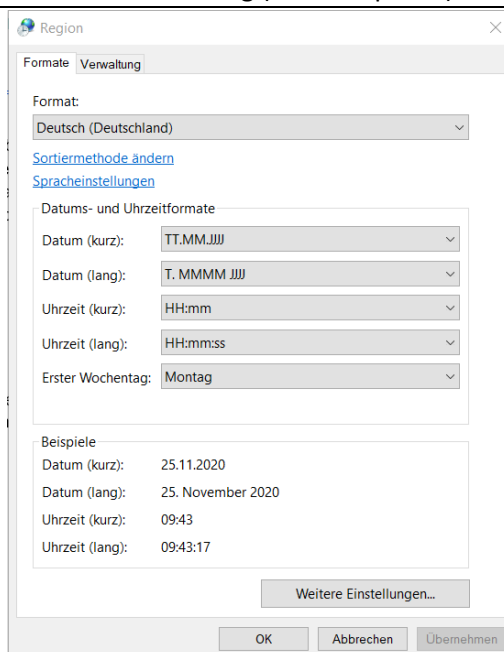 Region
Formate Verwaltung
Format:
Deutsch (Deutschland)
Sortiermethode ändern
Spracheinstellungen
Datums- und Uhrzeitformate
Datum (kurz): TT.MM.JJJJ
Datum (lang): T. MMMM JJJJ
Uhrzeit (kurz): HH:mm
Uhrzeit (lang): HH:mm:ss
Erster Wochentag: Montag
Beispiele
Datum (kurz): 25.11.2020
Datum (lang): 25. November 2020
Uhrzeit (kurz): 09:43
Uhrzeit (lang): 09:43:17
Weitere Einstellungen...
OK Abbrechen Übernehmen